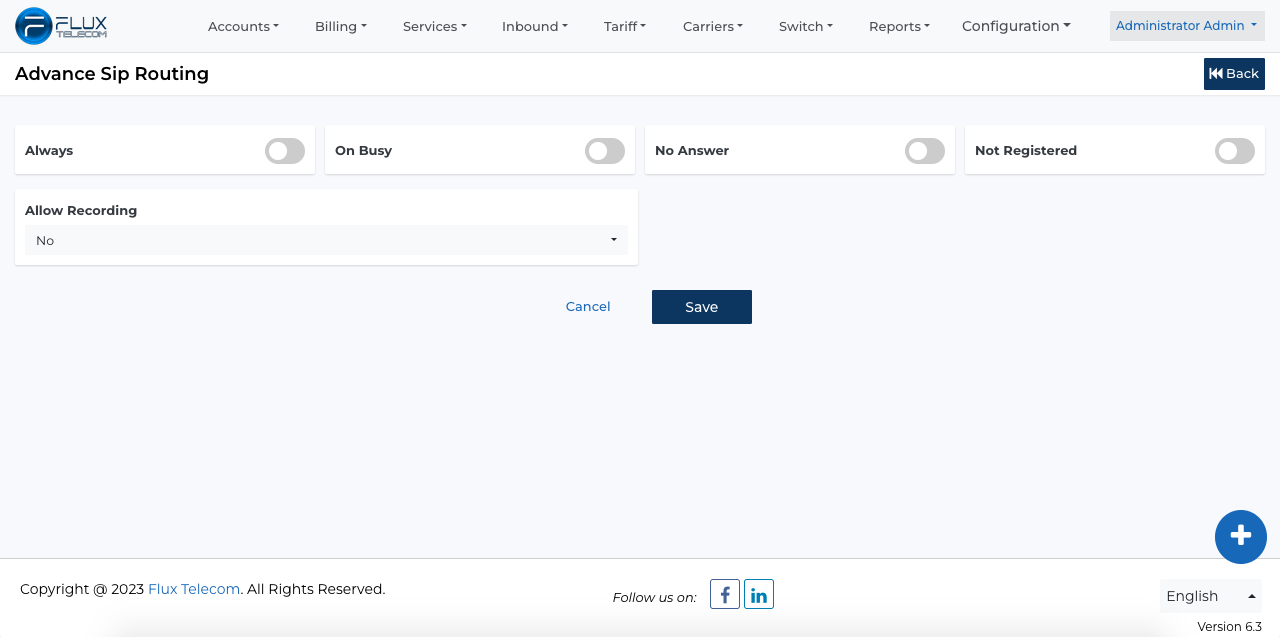 FLUX
TELECOM
Accounts Billing Services Inbound Tariff Carriers Switch Reports Configuration Administrator Admin
Advance Sip Routing
Back
Always On Busy No Answer Not Registered
Allow Recording
No
Cancel Save
Copyright @ 2023 Flux Telecom. All Rights Reserved.
Follow us on:
English
Version 6.3